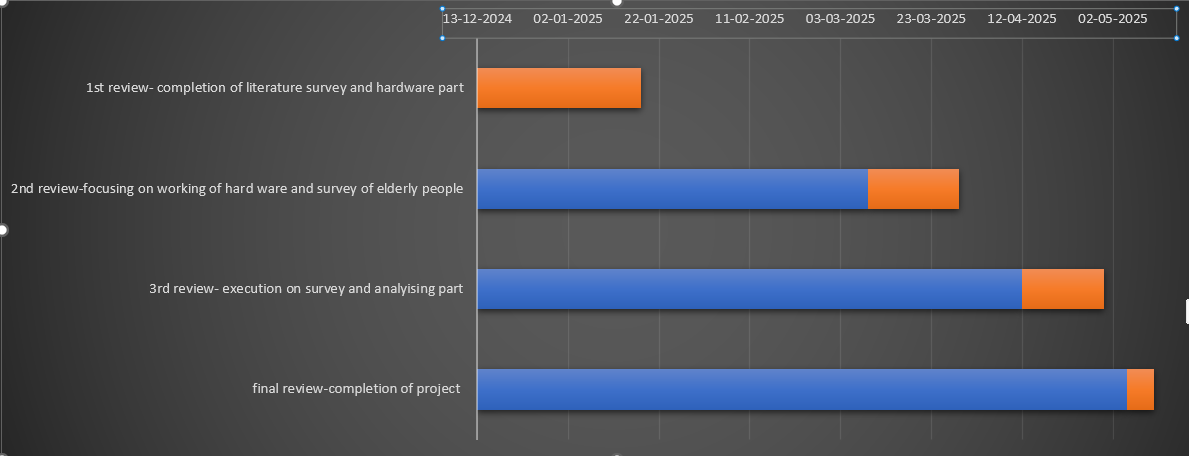 13-12-2024 02-01-2025 22-01-2025 11-02-2025 03-03-2025 23-03-2025 12-04-2025 02-05-2025
1st review- completion of literature survey and hardware part
2nd review-focusing on working of hard ware and survey of elderly people
3rd review- execution on survey and analyising part
final review-completion of project